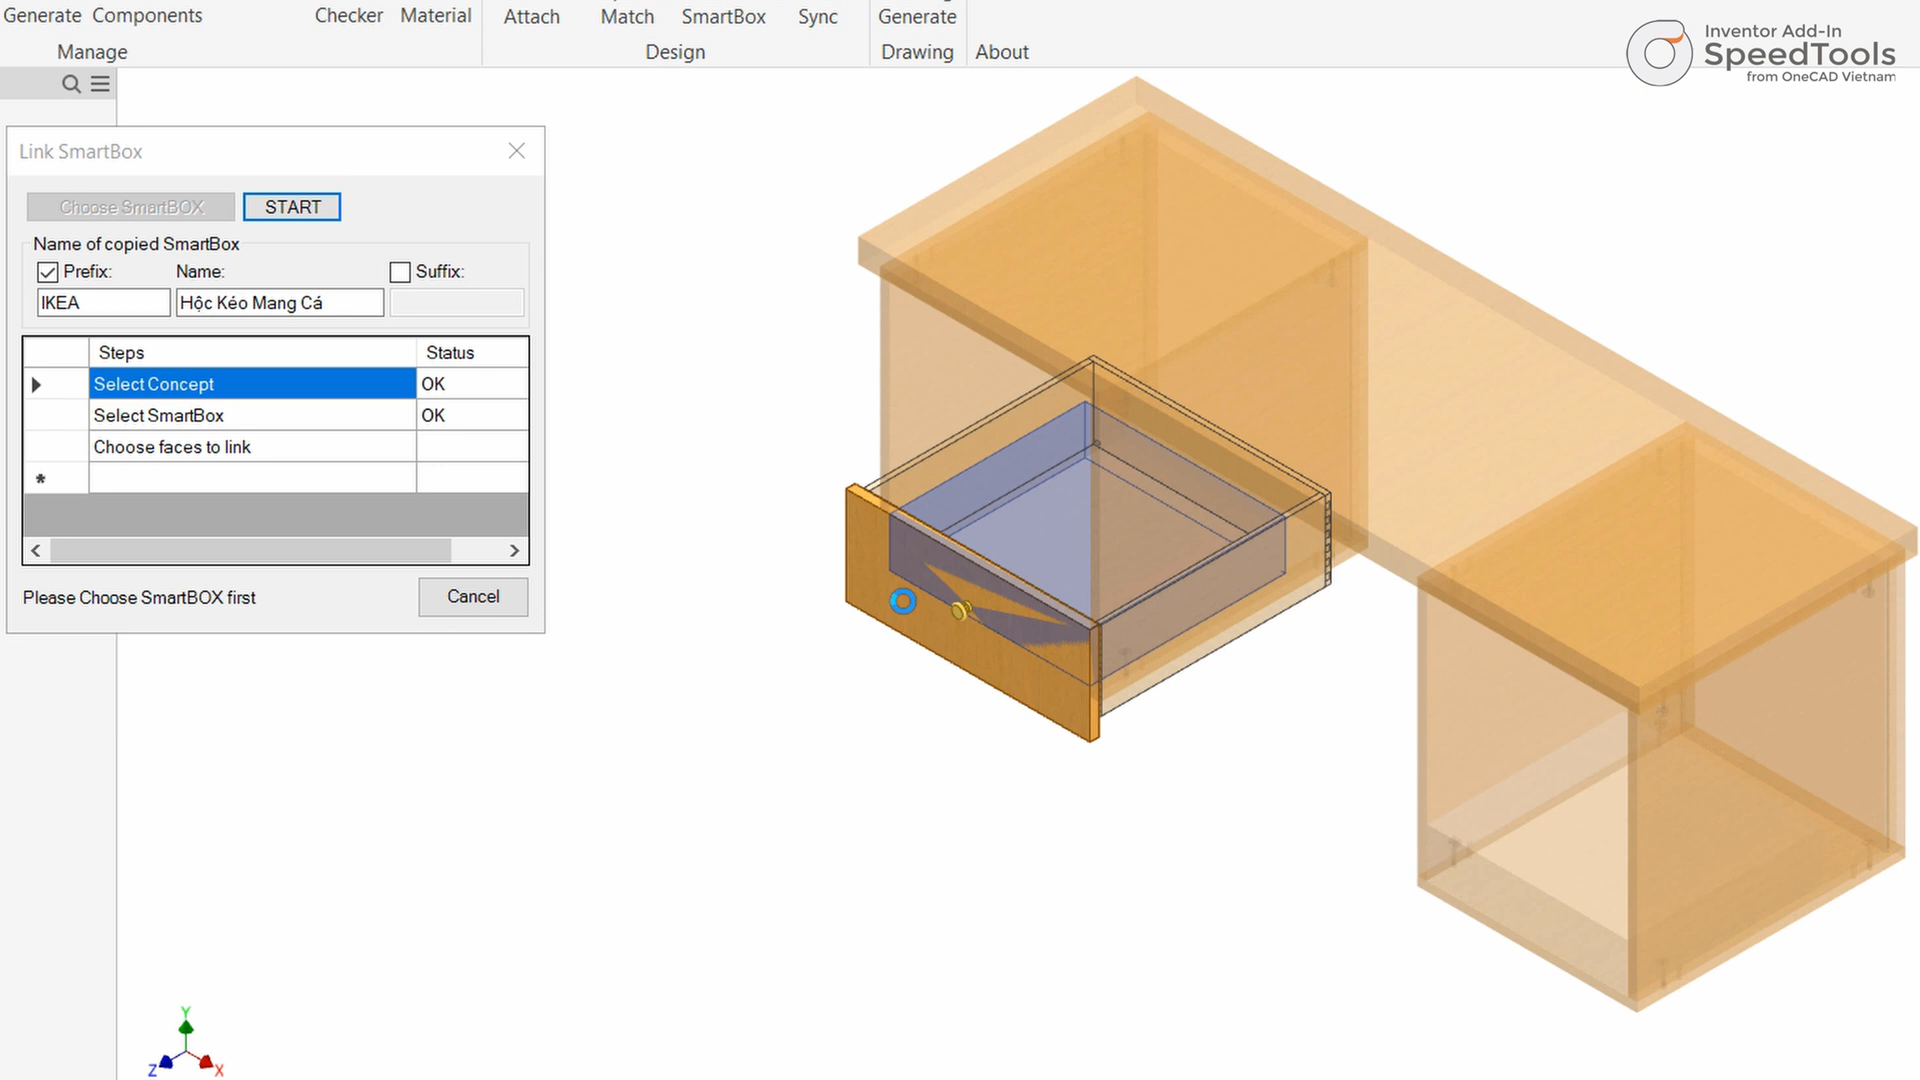 Generate Components Checker Material Attach Match SmartBox Sync Generate
Manage Design Drawing About
Inventor Add-In
SpeedTools
from OneCAD Vietnam
Link SmartBox
Choose SmartBOX START
Name of copied SmartBox
Prefix: Name: Suffix:
IKEA Hộc Kéo Mang Cá
Steps Status
Select Concept OK
Select SmartBox OK
Choose faces to link
*
Please Choose SmartBOX first Cancel
Y
Z X